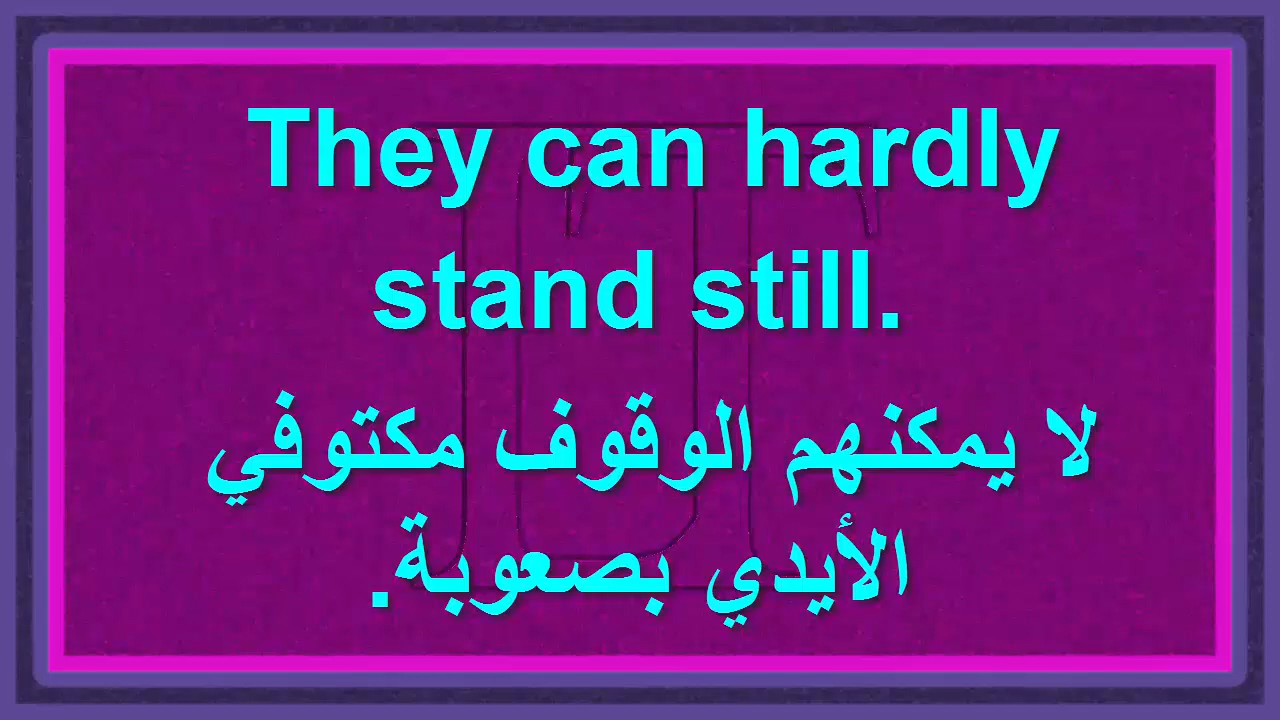 They can hardly
stand still.
لا يمكنهم الوقوف مكتوفي
الأيدي بصعوبة.